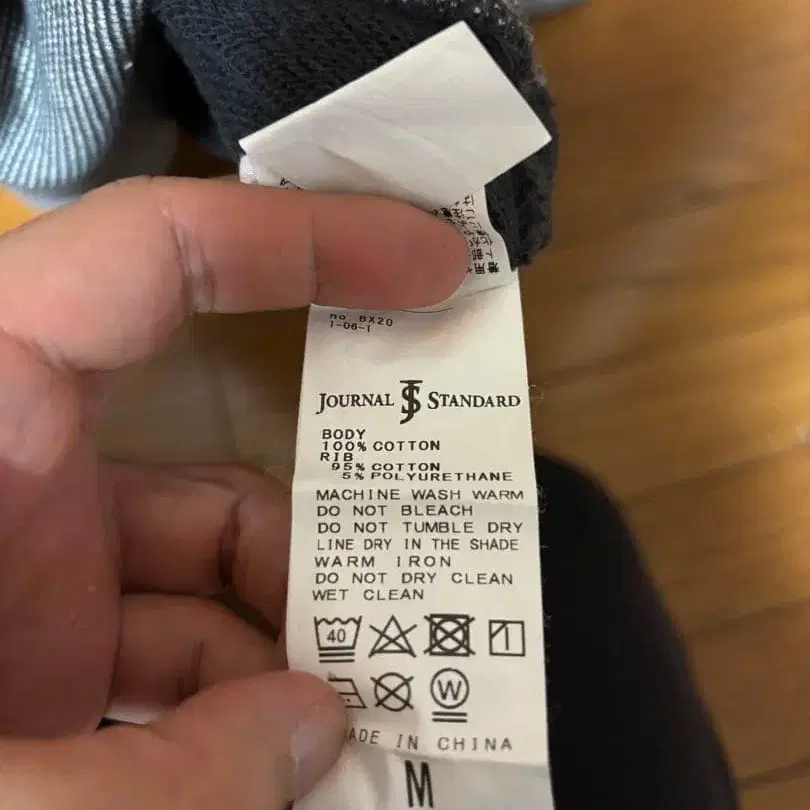 no BX20
1-06-1
JOURNAL JS STANDARD
BODY
100% COTTON
RIB
95% COTTON
5% POLYURETHANE
MACHINE WASH WARM
DO NOT BLEACH
DO NOT TUMBLE DRY
LINE DRY IN THE SHADE
WARM IRON
DO NOT DRY CLEAN
WET CLEAN
40
W
ADE IN CHINA
M